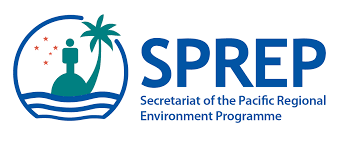 SPREP
Secretariat of the Pacific Regional
Environment Programme